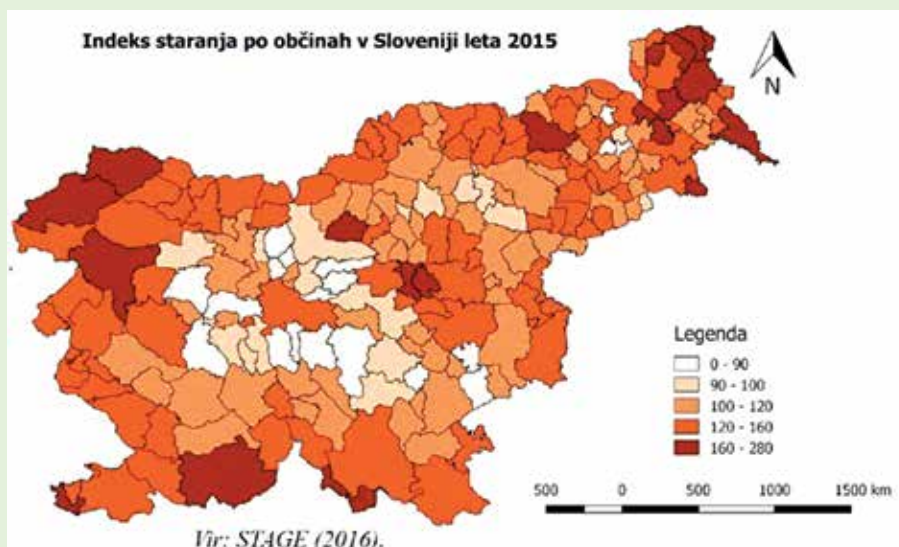 Indeks staranja po občinah v Sloveniji leta 2015
N
Legenda
0 - 90
90 - 100
100 - 120
120 - 160
160 - 280
500 0 500 1000 1500 km
Vir: STAGE (2016).